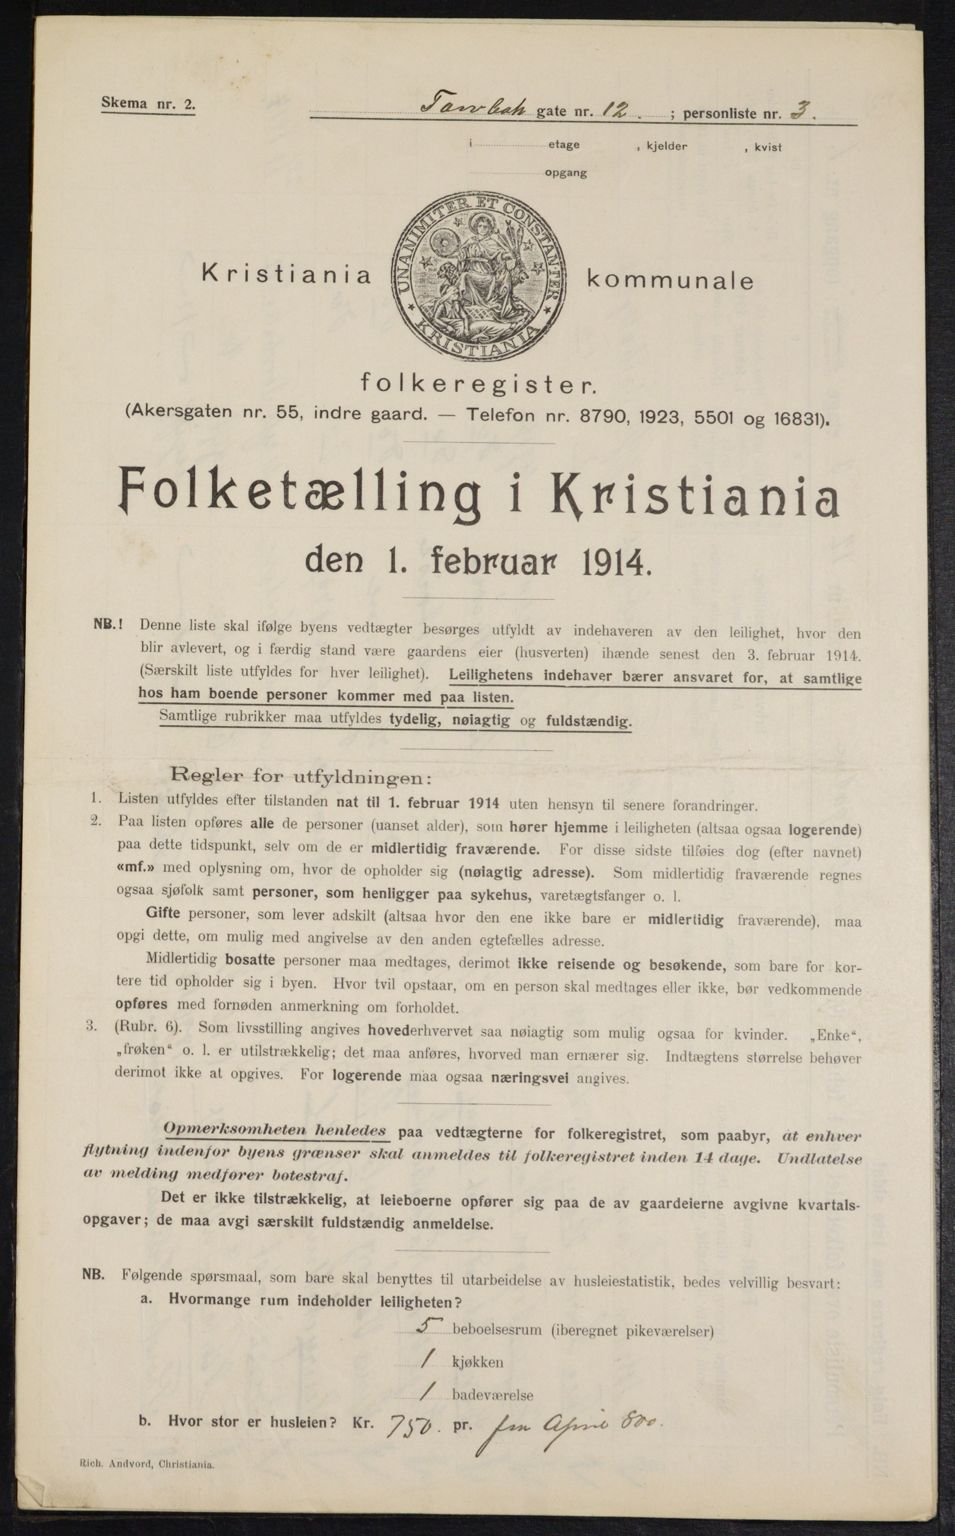 Skema nr. 2.
gate nr. 12. ; personliste nr. 3.
i etage , kjelder , kvist
opgang
UNANIMITER ET CONSTANTER
KRISTIANIA
Kristiania kommunale
folkeregister.
(Akersgaten nr. 55, indre gaard. — Telefon nr. 8790, 1923, 5501 og 16831).
Folketælling i Kristiania
den 1. februar 1914.
NB.! Denne liste skal ifølge byens vedtægter besørges utfyldt av indehaveren av den leilighet, hvor den
blir avlevert, og i færdig stand være gaardens eier (husverten) ihænde senest den 3. februar 1914.
(Særskilt liste utfyldes for hver leilighet). Leilighetens indehaver bærer ansvaret for, at samtlige
hos ham boende personer kommer med paa listen.
Samtlige rubrikker maa utfyldes tydelig, nøiagtig og fuldstændig.
Regler for utfyldningen:
1. Listen utfyldes efter tilstanden nat til 1. februar 1914 uten hensyn til senere forandringer.
2. Paa listen opføres alle de personer (uanset alder), som hører hjemme i leiligheten (altsaa ogsaa logerende)
paa dette tidspunkt, selv om de er midlertidig fraværende. For disse sidste tilføies dog (efter navnet)
«mf.» med oplysning om, hvor de opholder sig (nøiagtig adresse). Som midlertidig fraværende regnes
ogsaa sjøfolk samt personer, som henligger paa sykehus, varetægtsfanger o. l.
Gifte personer, som lever adskilt (altsaa hvor den ene ikke bare er midlertidig fraværende), maa
opgi dette, om mulig med angivelse av den anden egtefælles adresse.
Midlertidig bosatte personer maa medtages, derimot ikke reisende og besøkende, som bare for kor-
tere tid opholder sig i byen. Hvor tvil opstaar, om en person skal medtages eller ikke, bør vedkommende
opføres med fornøden anmerkning om forholdet.
3. (Rubr. 6). Som livsstilling angives hovederhvervet saa nøiagtig som mulig ogsaa for kvinder. „Enke“,
„frøken“ o. l. er utilstrækkelig; det maa anføres, hvorved man ernærer sig. Indtægtens størrelse behøver
derimot ikke at opgives. For logerende maa ogsaa næringsvei angives.
Opmerksomheten henledes paa vedtægterne for folkeregistret, som paabyr, at enhver
flytning indenfor byens grænser skal anmeldes til folkeregistret inden 14 dage. Undlatelse
av melding medfører bøtestraf.
Det er ikke tilstrækkelig, at leieboerne opfører sig paa de av gaardeierne avgivne kvartals-
opgaver; de maa avgi særskilt fuldstændig anmeldelse.
NB. Følgende spørsmaal, som bare skal benyttes til utarbeidelse av husleiestatistik, bedes velvillig besvart:
a. Hvormange rum indeholder leiligheten?
5 beboelsesrum (iberegnet pikeværelser)
1 kjøkken
1 badeværelse
b. Hvor stor er husleien? Kr. 750. pr. fra April 800.
Rich. Andvord, Christiania.